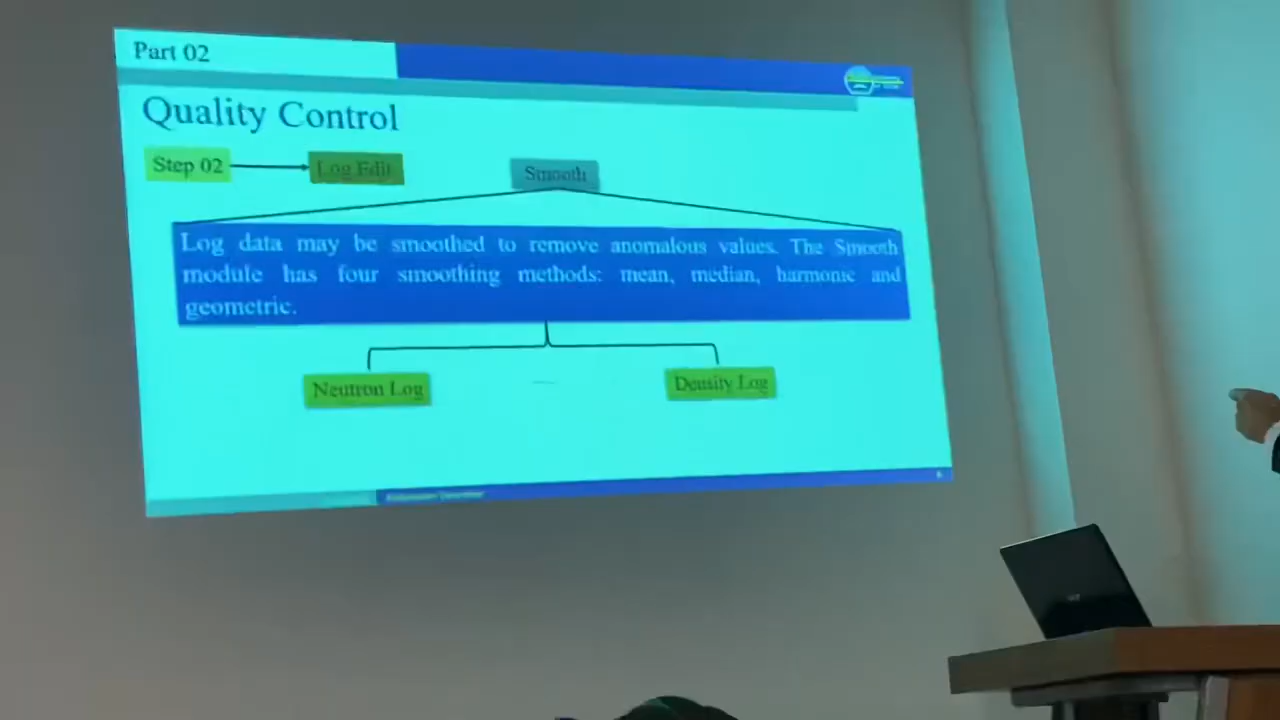 Part 02
Quality Control
Step 02
Log Edit
Smooth
Log data may be smoothed to remove anomalous values. The Smooth
module has four smoothing methods: mean, median, harmonic and
geometric.
Neutron Log
Density Log